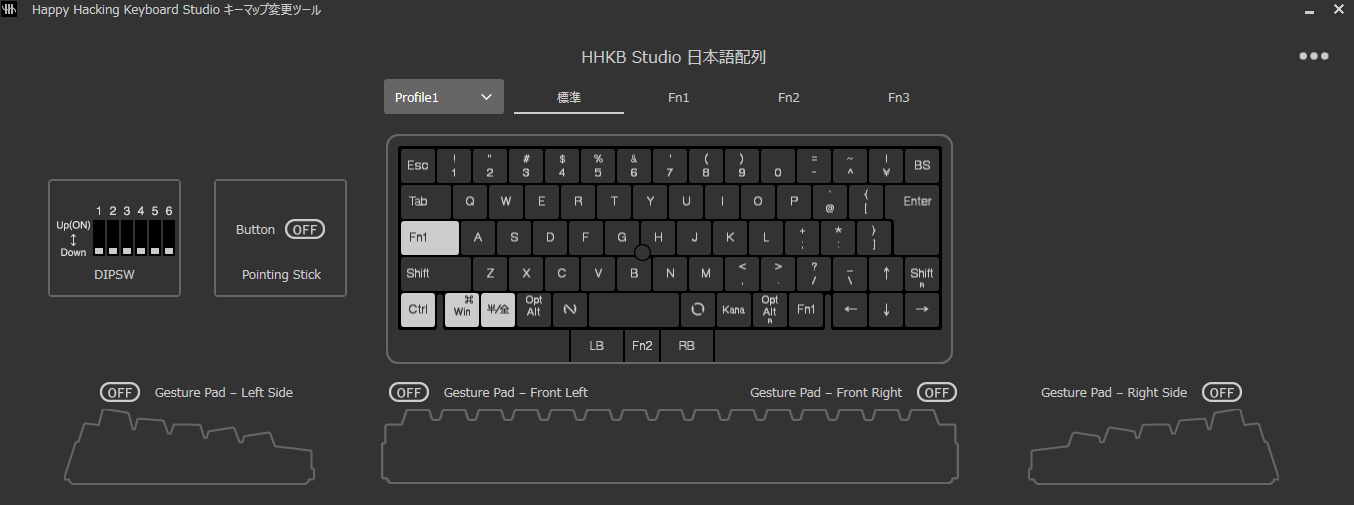 Happy Hacking Keyboard Studio キーマップ変更ツール
HHKB Studio 日本語配列
Profile1 標準 Fn1 Fn2 Fn3
Esc ! 1 " 2 # 3 $ 4 % 5 & 6 ' 7 ( 8 ) 9 0 = - ~ ^ | ¥ BS
Tab Q W E R T Y U I O P ` @ { [ Enter
Fn1 A S D F G H J K L + ; * : } ]
Shift Z X C V B N M < , > . ? / _ \ ↑ Shift R
Ctrl ⌘ Win 半/全 Opt Alt Kana Opt Alt R Fn1 ← ↓ →
LB Fn2 RB
1 2 3 4 5 6
Up(ON)
↕
Down
DIPSW
Button OFF
Pointing Stick
OFF Gesture Pad – Left Side
OFF Gesture Pad – Front Left
Gesture Pad – Front Right OFF
Gesture Pad – Right Side OFF